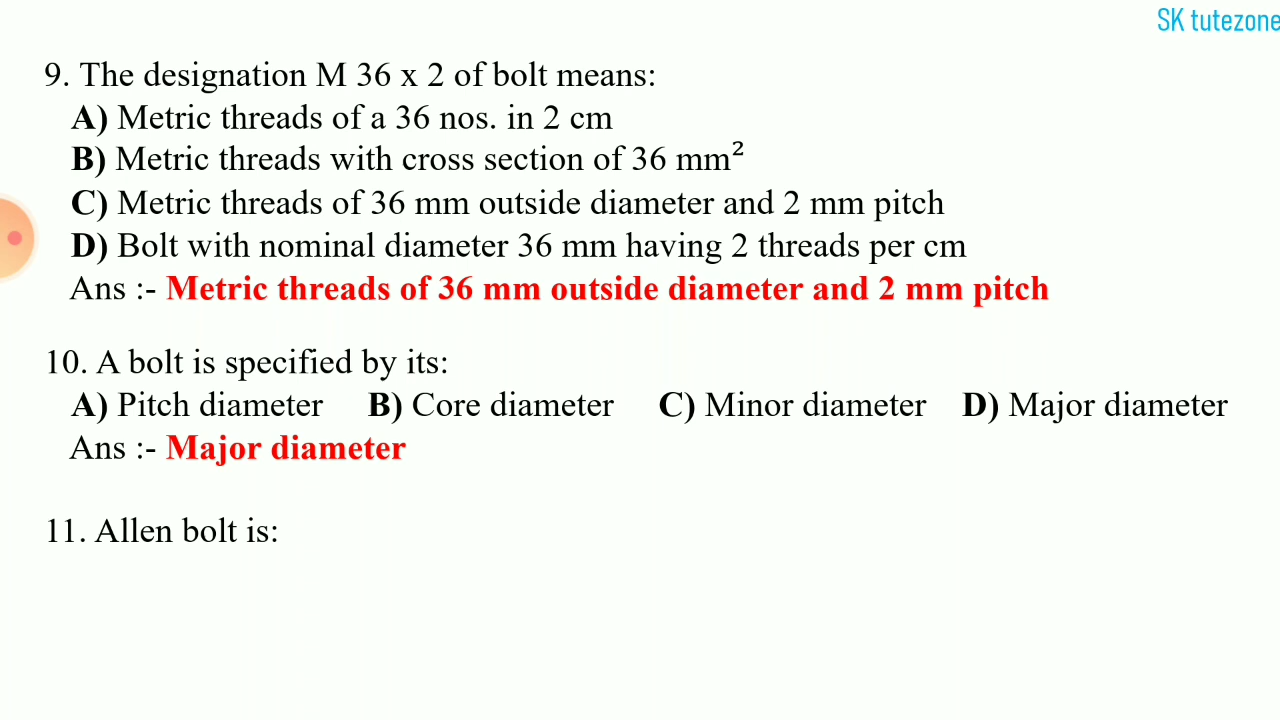 SK tutezone
9. The designation M 36 x 2 of bolt means:
A) Metric threads of a 36 nos. in 2 cm
B) Metric threads with cross section of 36 mm²
C) Metric threads of 36 mm outside diameter and 2 mm pitch
D) Bolt with nominal diameter 36 mm having 2 threads per cm
Ans :- Metric threads of 36 mm outside diameter and 2 mm pitch
10. A bolt is specified by its:
A) Pitch diameter B) Core diameter C) Minor diameter D) Major diameter
Ans :- Major diameter
11. Allen bolt is: